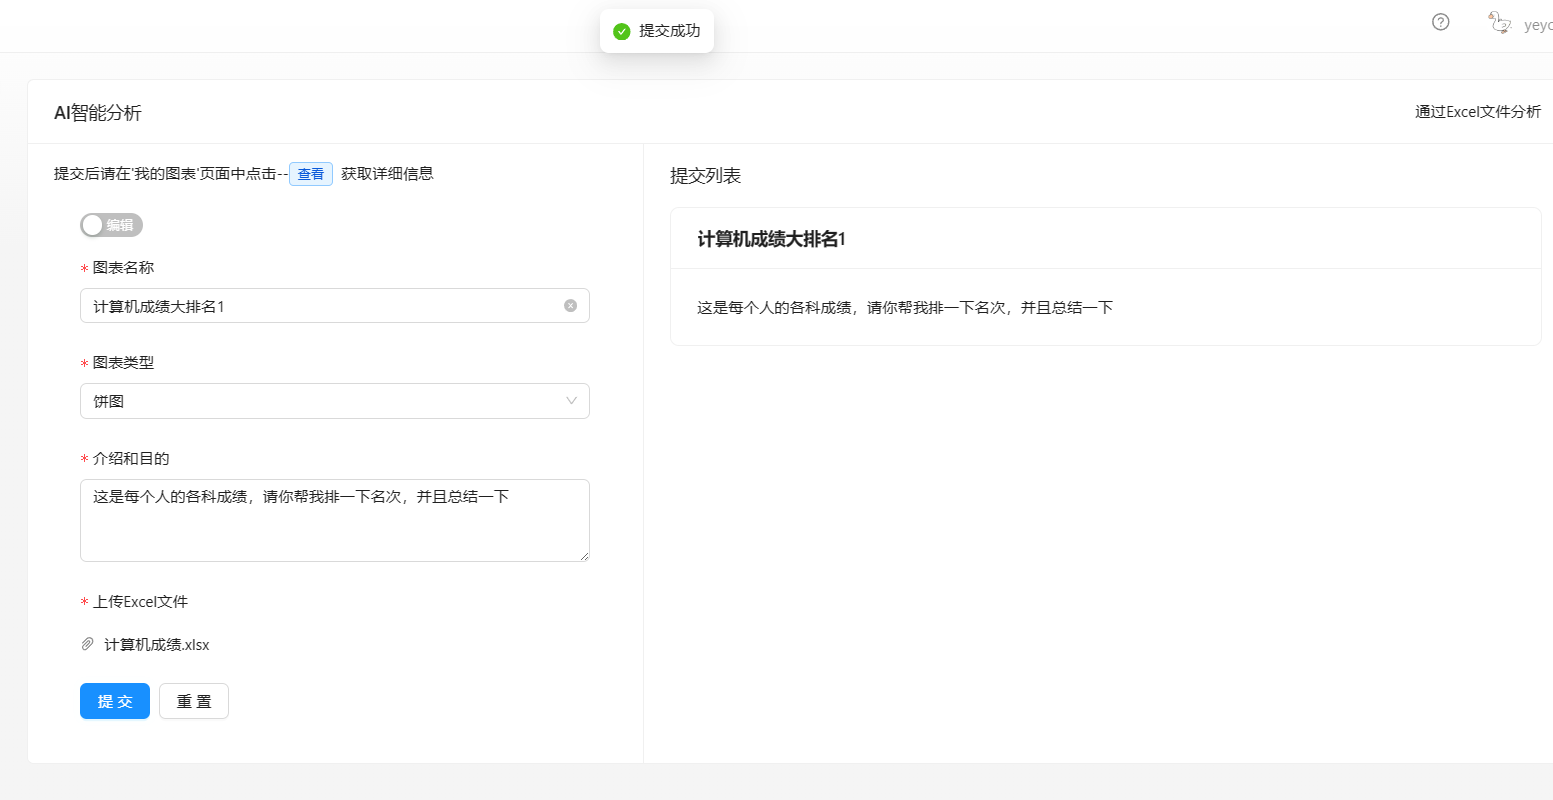 提交成功
AI智能分析
通过Excel文件分析
提交后请在'我的图表'页面中点击--查看 获取详细信息
编辑
* 图表名称
计算机成绩大排名1
* 图表类型
饼图
* 介绍和目的
这是每个人的各科成绩，请你帮我排一下名次，并且总结一下
* 上传Excel文件
计算机成绩.xlsx
提 交
重 置
提交列表
计算机成绩大排名1
这是每个人的各科成绩，请你帮我排一下名次，并且总结一下